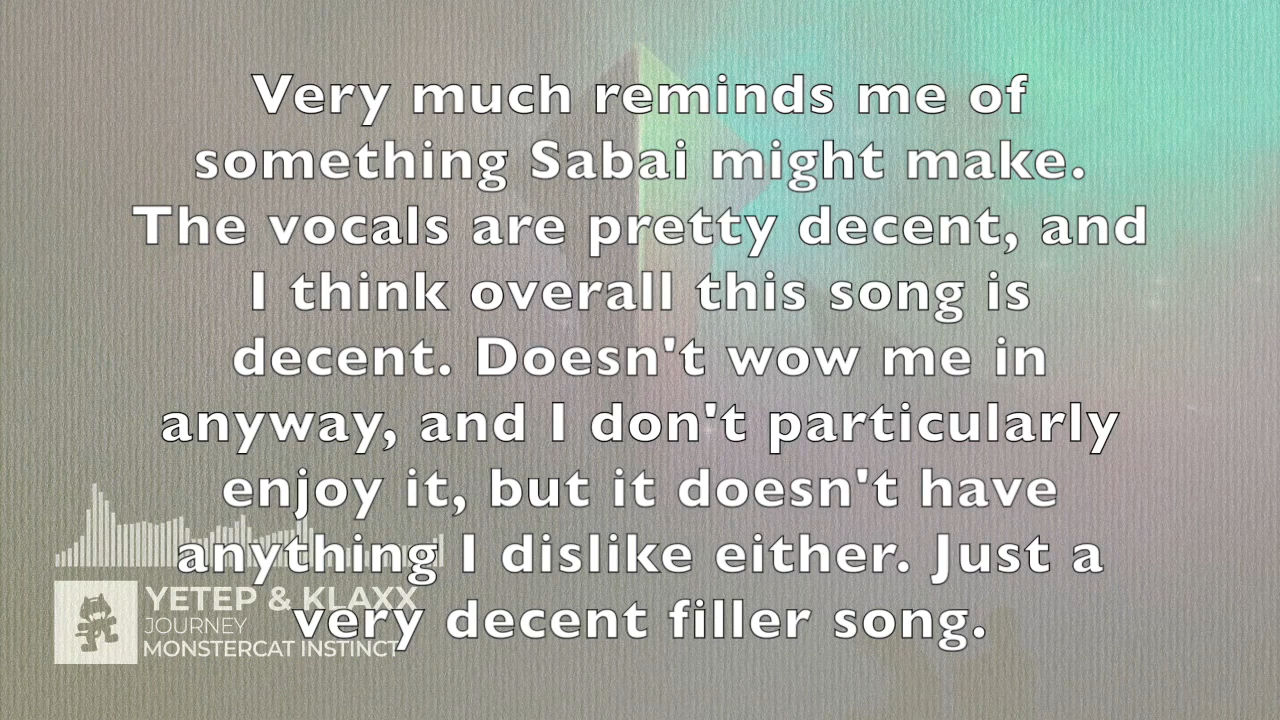 Very much reminds me of
something Sabai might make.
The vocals are pretty decent, and
I think overall this song is
decent. Doesn't wow me in
anyway, and I don't particularly
enjoy it, but it doesn't have
anything I dislike either. Just a
very decent filler song.
YETEP & KLAXX
JOURNEY
MONSTERCAT INSTINCT